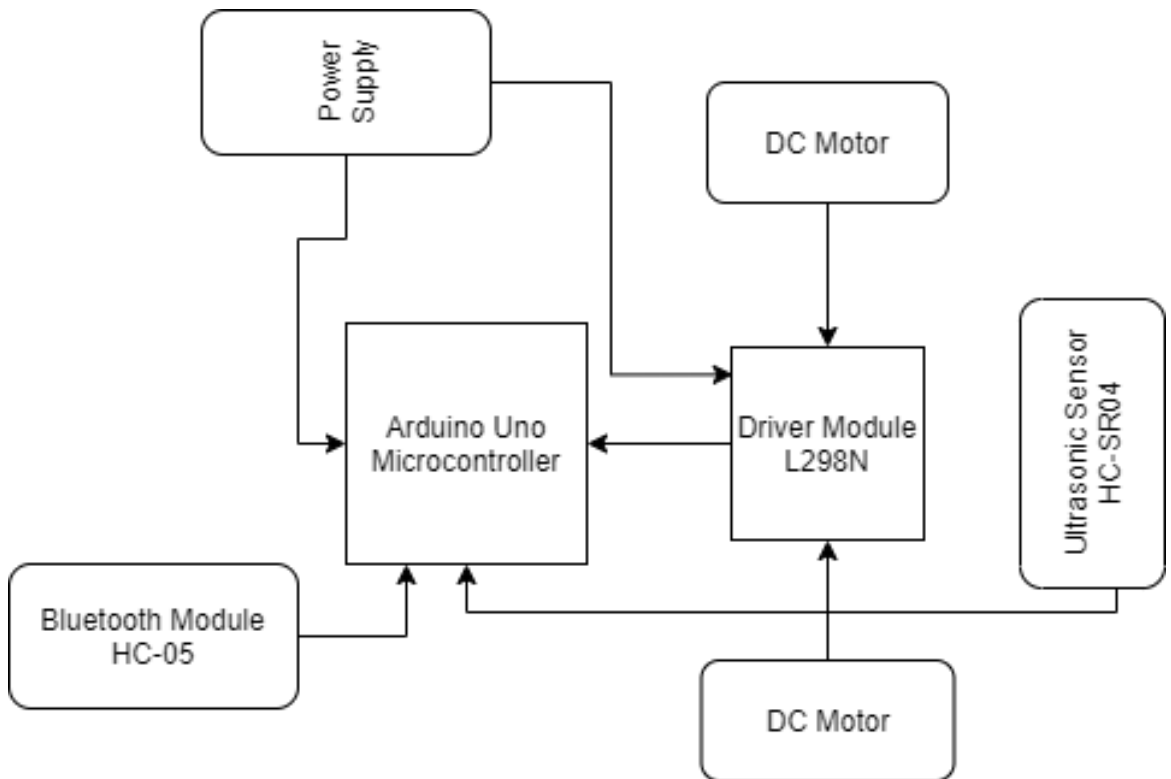 Power
Supply
DC Motor
Arduino Uno
Microcontroller
Driver Module
L298N
Ultrasonic Sensor
HC-SR04
Bluetooth Module
HC-05
DC Motor